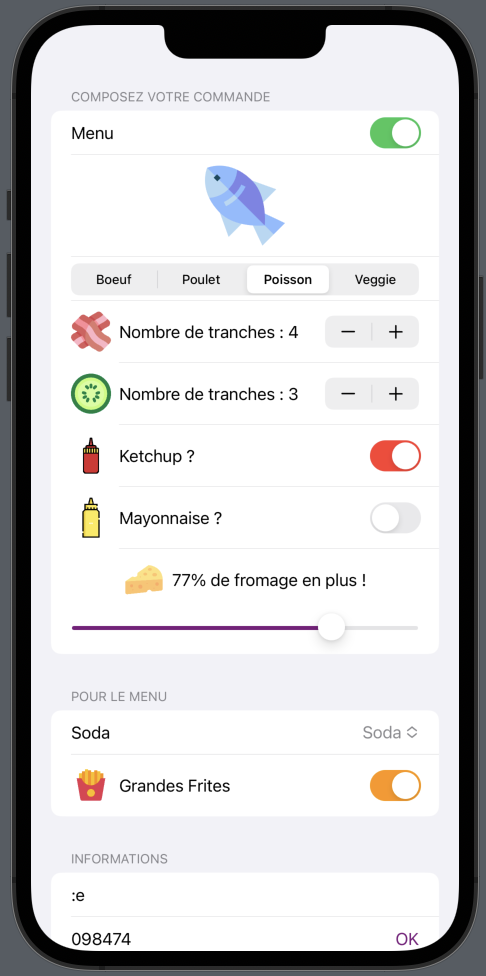 COMPOSEZ VOTRE COMMANDE
Menu
Boeuf Poulet Poisson Veggie
Nombre de tranches : 4
Nombre de tranches : 3
Ketchup ?
Mayonnaise ?
77% de fromage en plus !
POUR LE MENU
Soda Soda
Grandes Frites
INFORMATIONS
:e
098474 OK